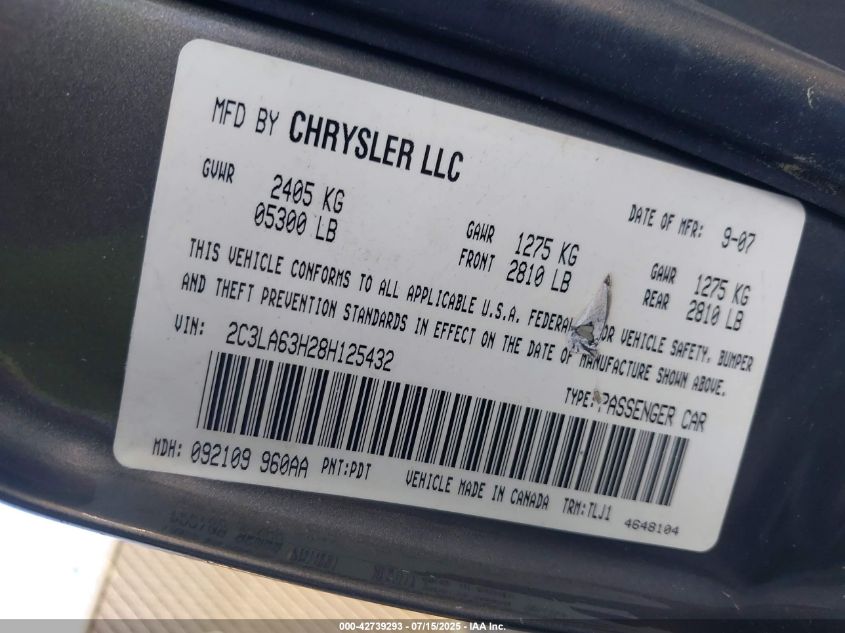 MFD BY CHRYSLER LLC
GVWR 2405 KG
05300 LB
DATE OF MFR: 9-07
GAWR 1275 KG
FRONT 2810 LB
GAWR 1275 KG
REAR 2810 LB
THIS VEHICLE CONFORMS TO ALL APPLICABLE U.S.A. FEDERAL OR VEHICLE SAFETY, BUMPER
AND THEFT PREVENTION STANDARDS IN EFFECT ON THE DATE OF MANUFACTURE SHOWN ABOVE.
VIN: 2C3LA63H28H125432
TYPE: PASSENGER CAR
MDH: 092109 960AA PNT:PDT VEHICLE MADE IN CANADA TRM:TLJ1
4648104
000-42739293 - 07/15/2025 - IAA Inc.